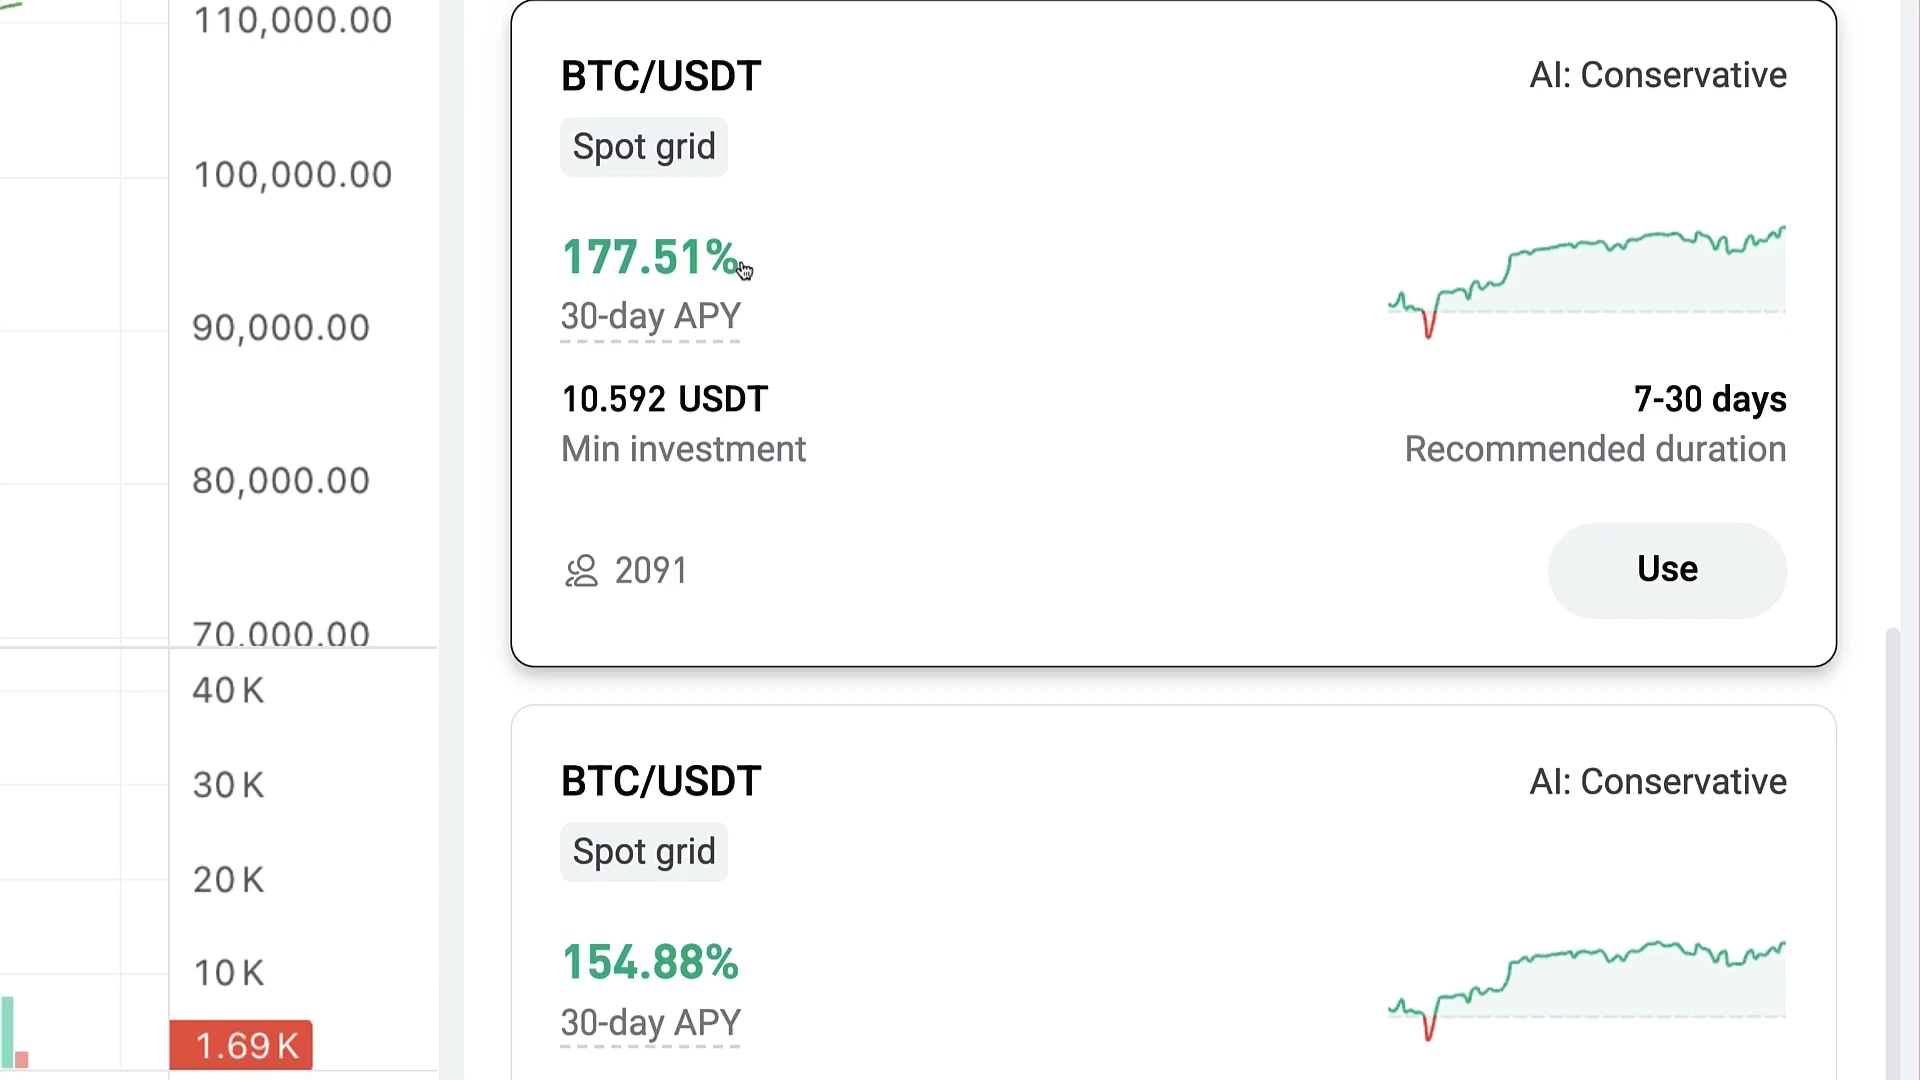 110,000.00
100,000.00
90,000.00
80,000.00
70,000.00
40K
30K
20K
10K
1.69K
BTC/USDT
AI: Conservative
Spot grid
177.51%
30-day APY
10.592 USDT
7-30 days
Min investment
Recommended duration
2091
Use
BTC/USDT
AI: Conservative
Spot grid
154.88%
30-day APY